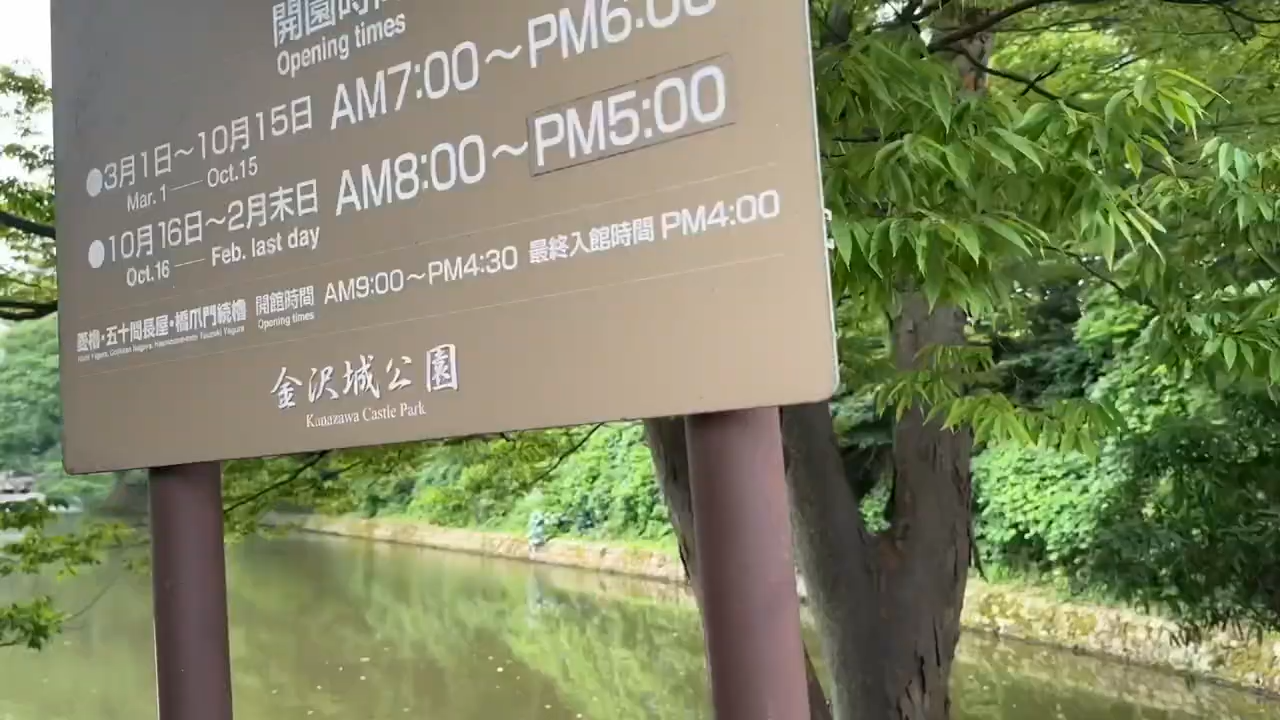 開園時間
Opening times
●3月1日～10月15日 AM7:00～PM6:00
Mar. 1 — Oct.15
●10月16日～2月末日 AM8:00～PM5:00
Oct.16 — Feb. last day
菱櫓・五十間長屋・橋爪門続櫓 開館時間 AM9:00～PM4:30 最終入館時間 PM4:00
Opening times
金沢城公園
Kanazawa Castle Park